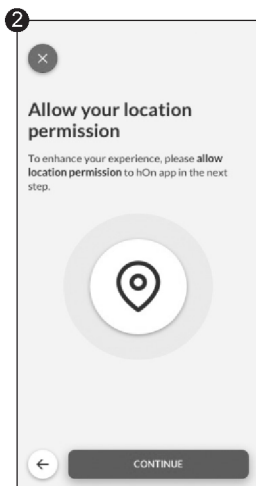 2
Allow your location
permission
To enhance your experience, please allow
location permission to hOn app in the next
step.
CONTINUE